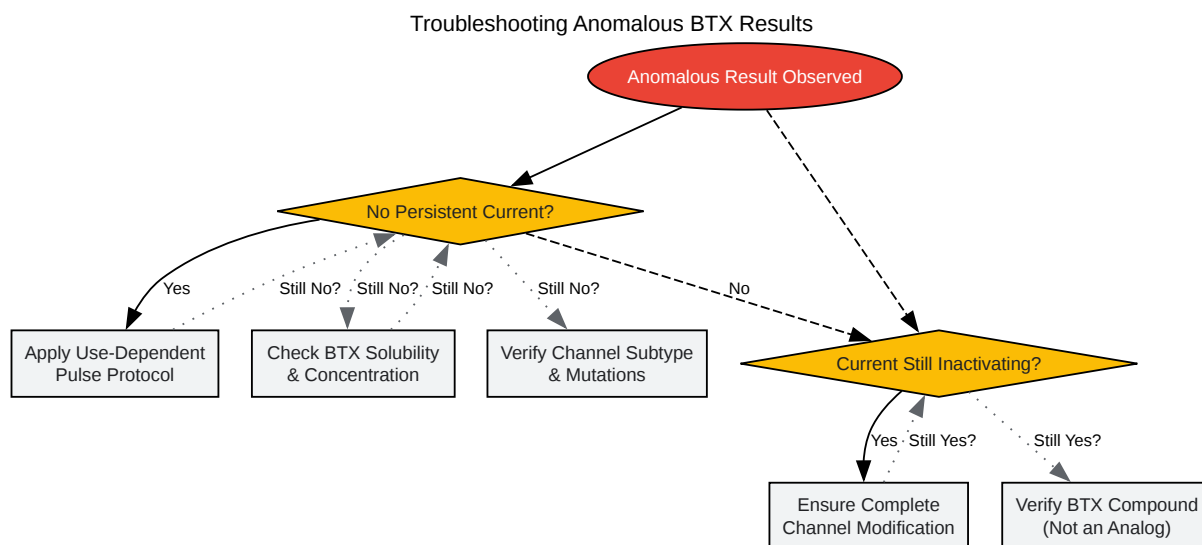 Troubleshooting Anomalous BTX Results
Anomalous Result Observed
No Persistent Current?
Yes
Still No?
Still No?
Still No?
Still No?
No
Apply Use-Dependent
Pulse Protocol
Check BTX Solubility
& Concentration
Verify Channel Subtype
& Mutations
Current Still Inactivating?
Yes
Still Yes?
Still Yes?
Ensure Complete
Channel Modification
Verify BTX Compound
(Not an Analog)